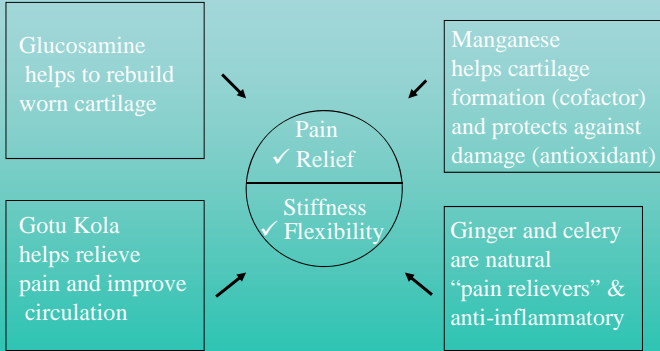 Glucosamine
helps to rebuild
worn cartilage
Manganese
helps cartilage
formation (cofactor)
and protects against
damage (antioxidant)
Pain
✓ Relief
Stiffness
✓ Flexibility
Gotu Kola
helps relieve
pain and improve
circulation
Ginger and celery
are natural
“pain relievers” &
anti-inflammatory